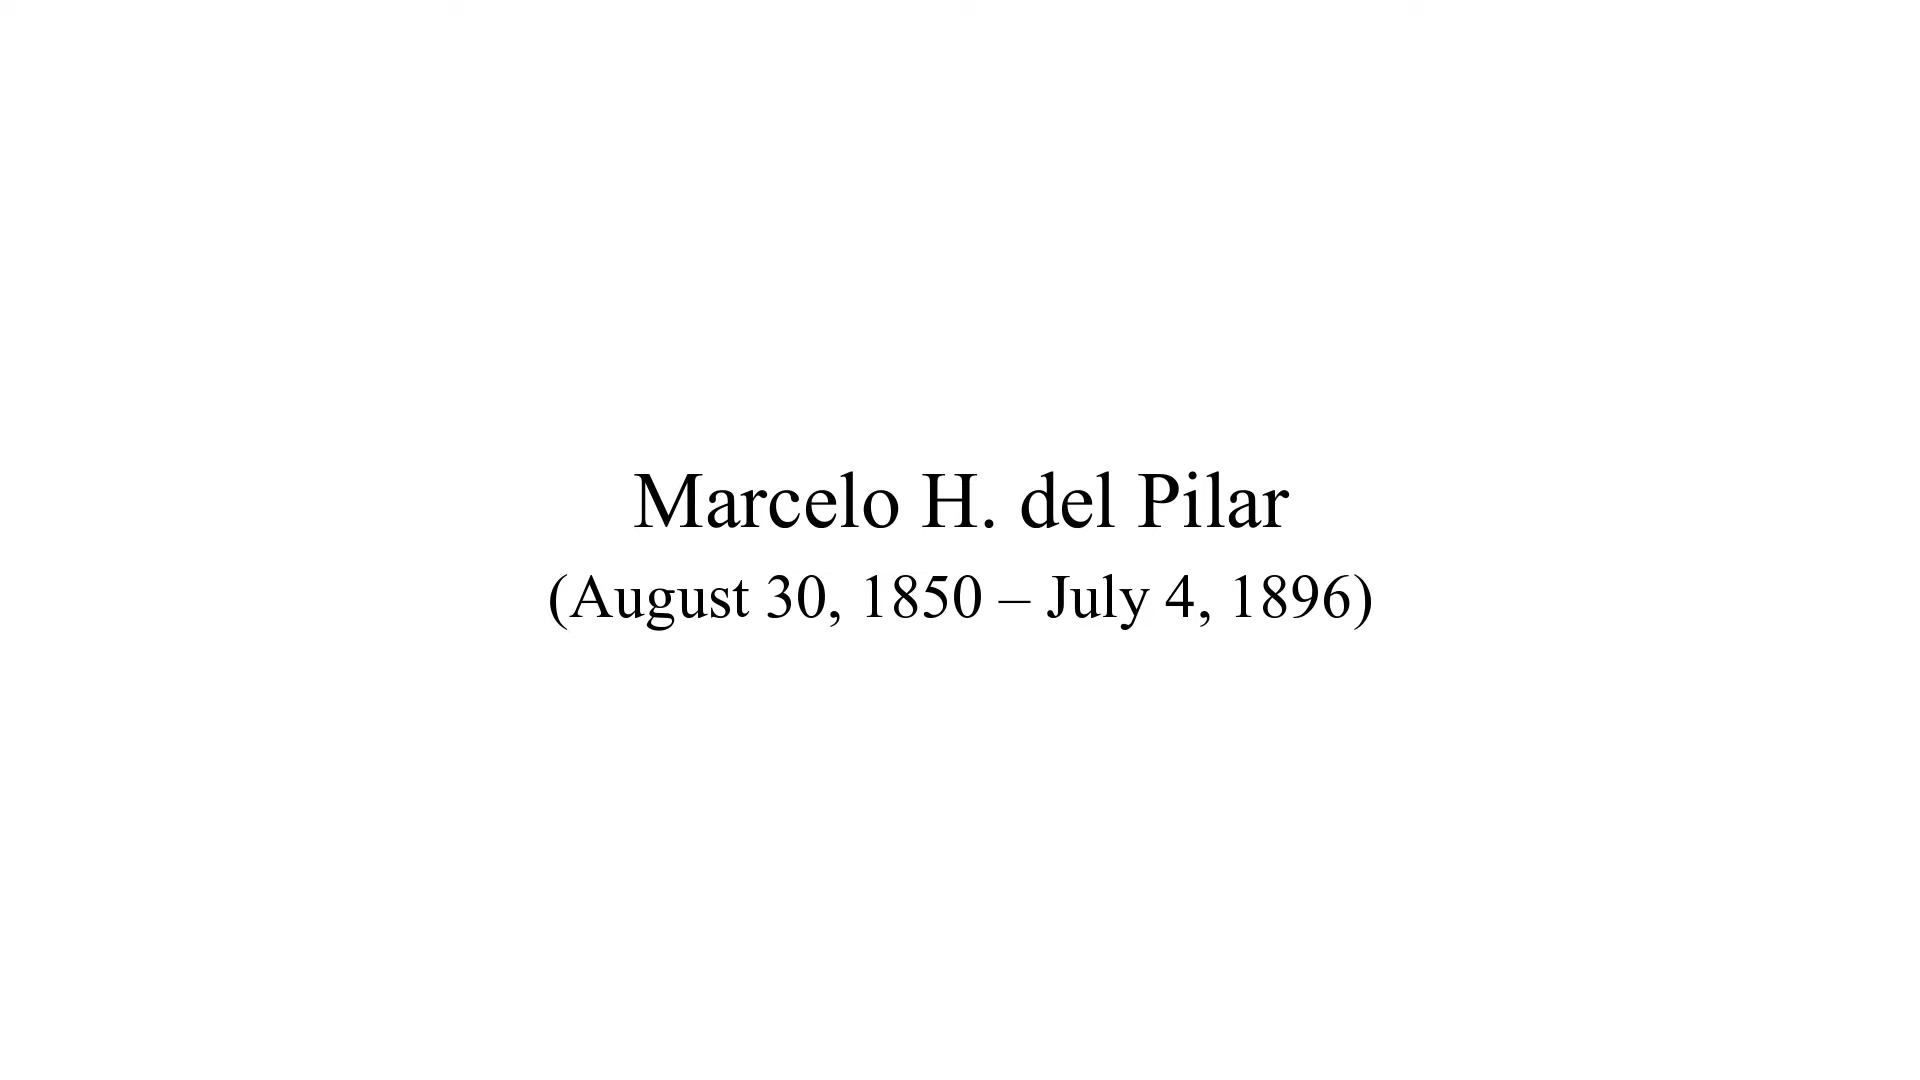 Marcelo H. del Pilar
(August 30, 1850 – July 4, 1896)